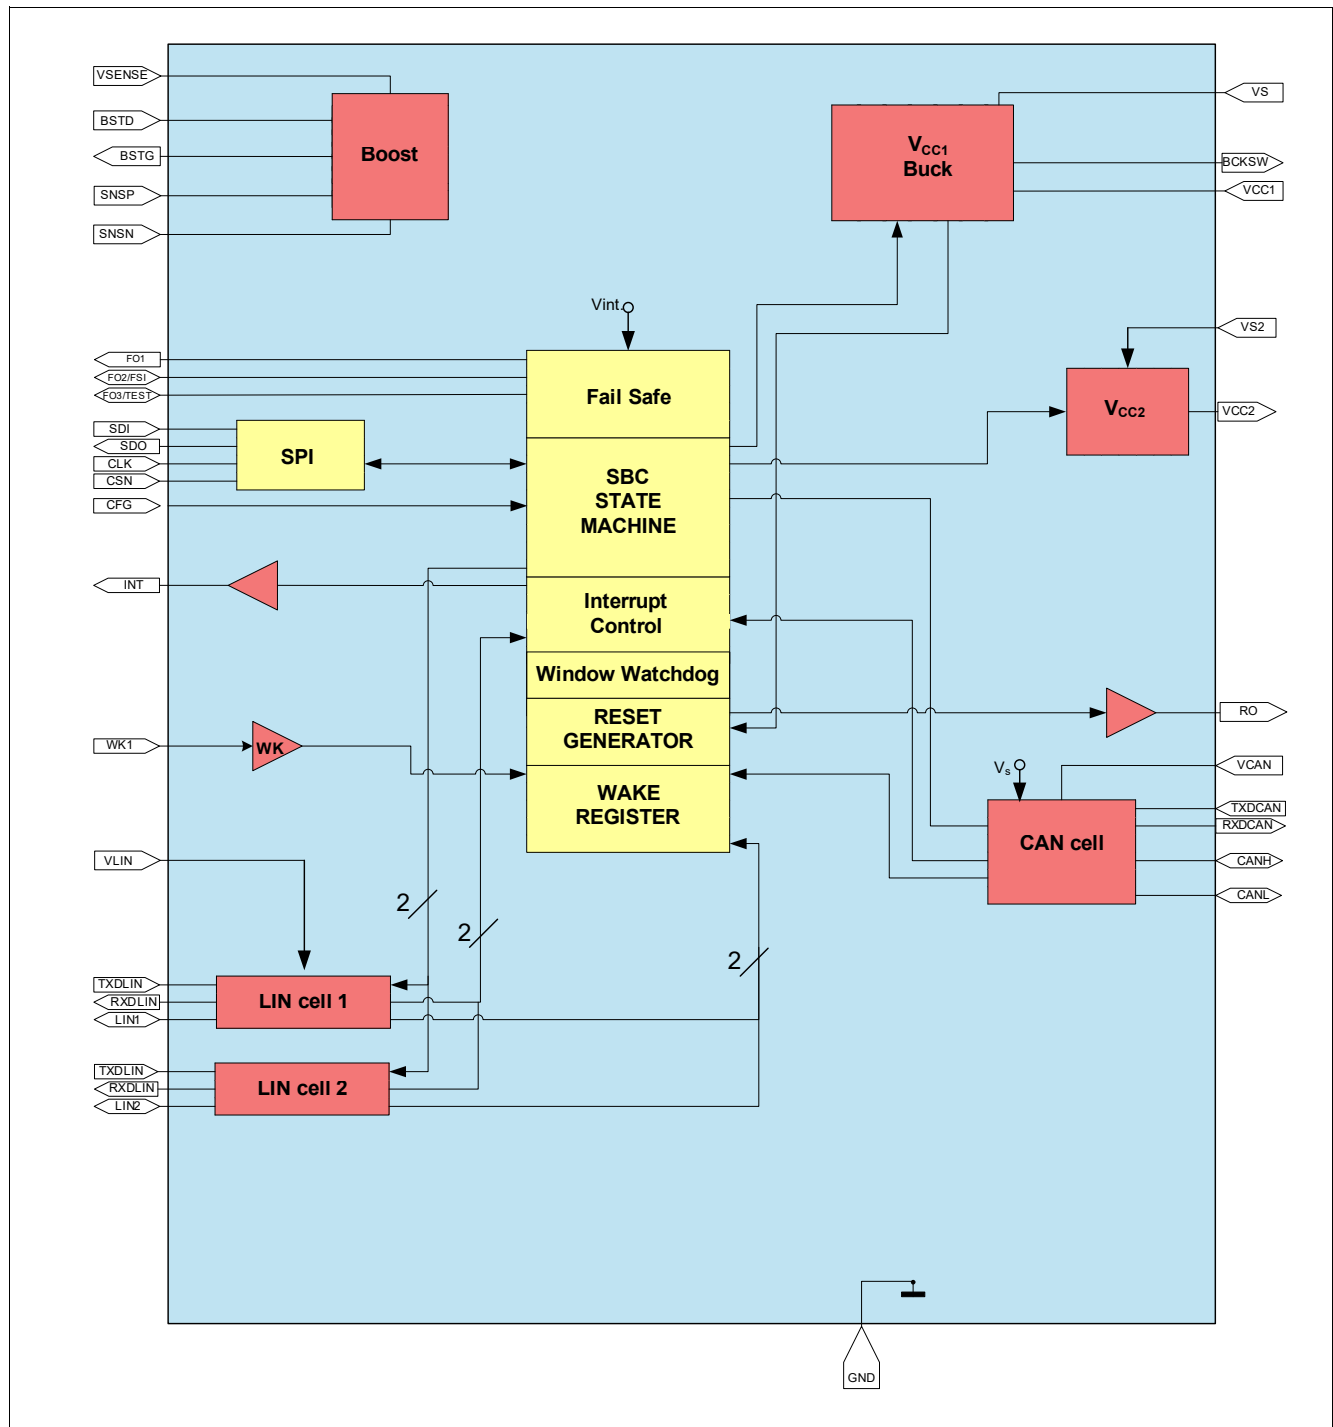 VSENSE
BSTD
BSTG
SNSP
SNSN
Boost
VCC1
Buck
VS
BCKSW
VCC1
Vint.
VS2
VCC2
VCC2
FO1
FO2/FSI
FO3/TEST
SDI
SDO
CLK
CSN
CFG
SPI
Fail Safe
SBC
STATE
MACHINE
INT
Interrupt
Control
Window Watchdog
RESET
GENERATOR
WAKE
REGISTER
RO
WK1
WK
Vs
VCAN
TXDCAN
RXDCAN
CANH
CANL
CAN cell
VLIN
2
2
2
TXDLIN
RXDLIN
LIN1
LIN cell 1
TXDLIN
RXDLIN
LIN2
LIN cell 2
GND